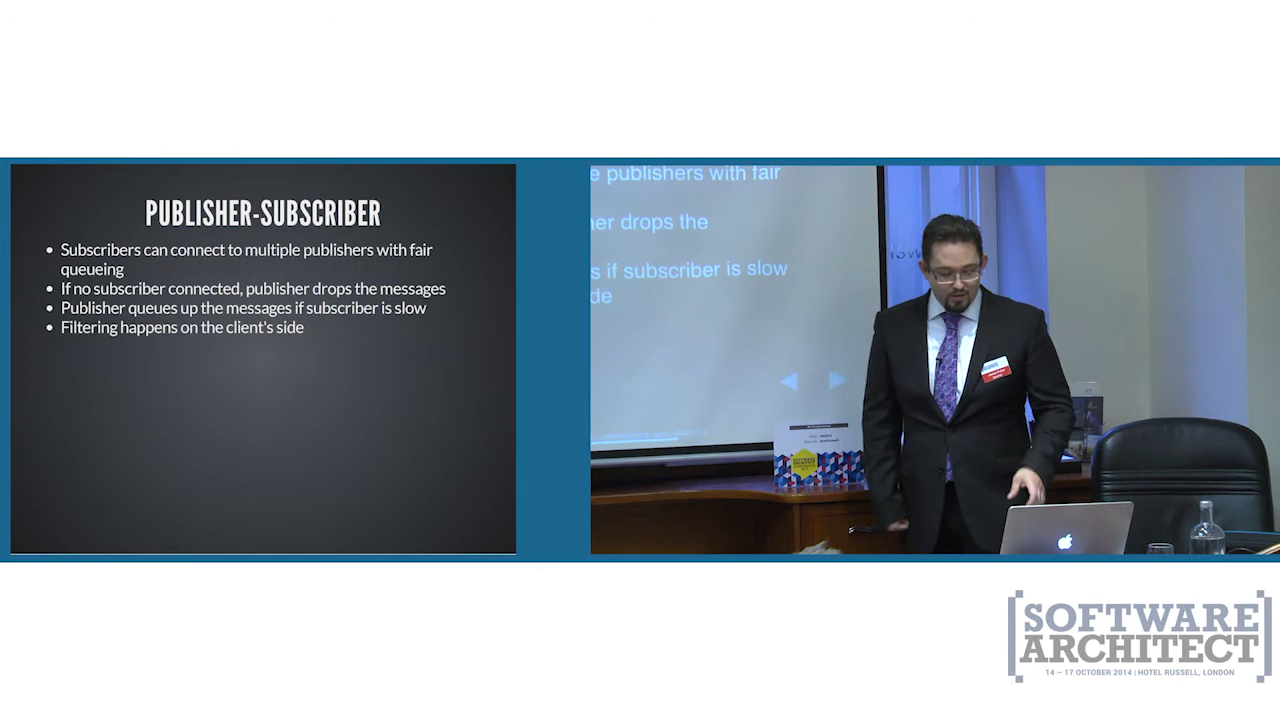 PUBLISHER-SUBSCRIBER
• Subscribers can connect to multiple publishers with fair
queueing
• If no subscriber connected, publisher drops the messages
• Publisher queues up the messages if subscriber is slow
• Filtering happens on the client's side
e publishers with fair
her drops the
s if subscriber is slow
de
SOFTWARE
ARCHITECT
[SOFTWARE
ARCHITECT]
14 – 17 OCTOBER 2014 | HOTEL RUSSELL, LONDON